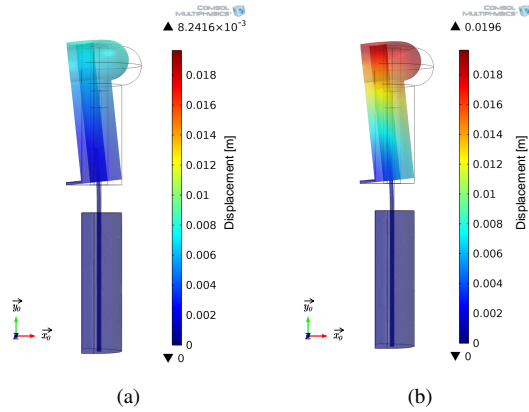 COMSOL
MULTIPHYSICS
▲ 8.2416×10⁻³
0.018
0.016
0.014
0.012
0.01
0.008
0.006
0.004
0.002
0
▼ 0
Displacement [m]
y₀
x₀
(a)
COMSOL
MULTIPHYSICS
▲ 0.0196
0.018
0.016
0.014
0.012
0.01
0.008
0.006
0.004
0.002
0
▼ 0
Displacement [m]
y₀
x₀
(b)